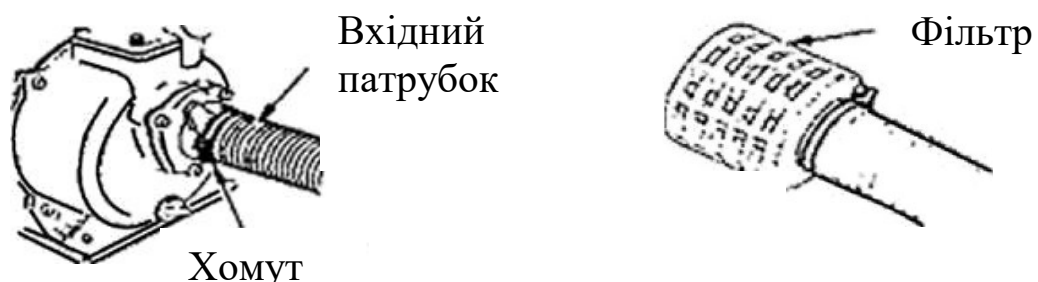 Вхідний
патрубок
Фільтр
Хомут